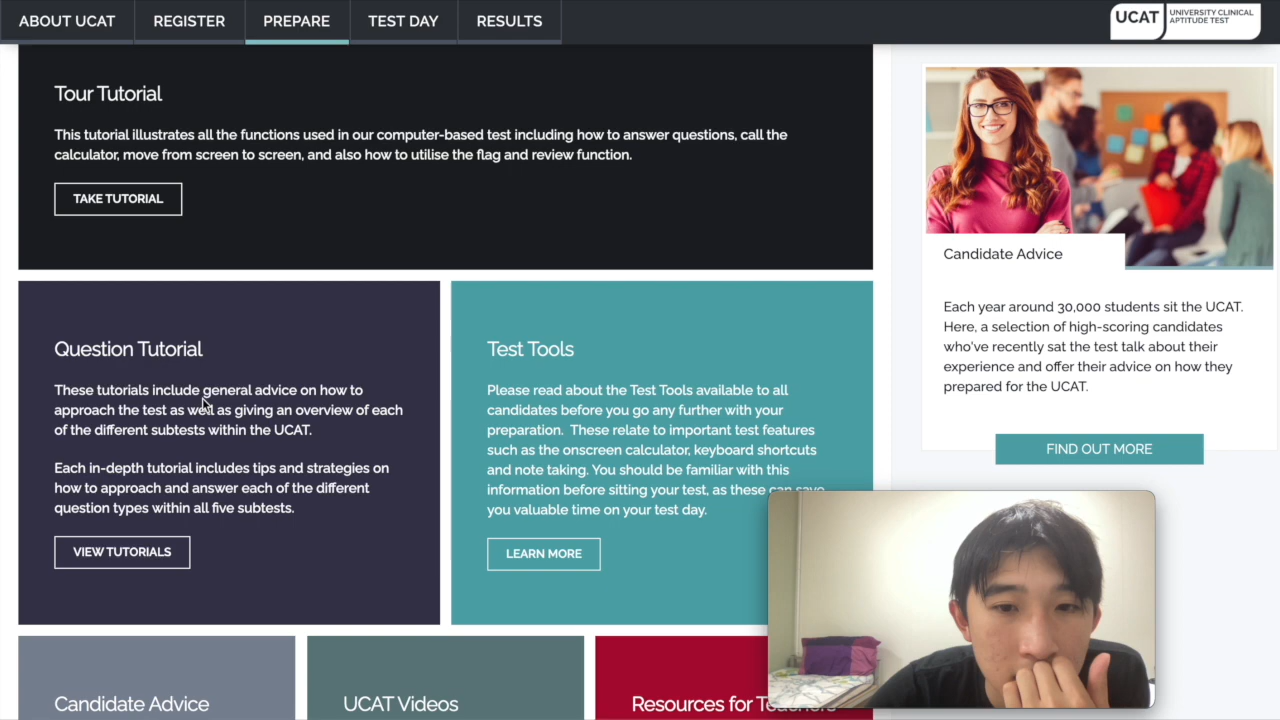 ABOUT UCAT
REGISTER
PREPARE
TEST DAY
RESULTS
UCAT
UNIVERSITY CLINICAL
APTITUDE TEST
Tour Tutorial
This tutorial illustrates all the functions used in our computer-based test including how to answer questions, call the
calculator, move from screen to screen, and also how to utilise the flag and review function.
TAKE TUTORIAL
Question Tutorial
These tutorials include general advice on how to
approach the test as well as giving an overview of each
of the different subtests within the UCAT.
Each in-depth tutorial includes tips and strategies on
how to approach and answer each of the different
question types within all five subtests.
VIEW TUTORIALS
Test Tools
Please read about the Test Tools available to all
candidates before you go any further with your
preparation. These relate to important test features
such as the onscreen calculator, keyboard shortcuts
and note taking. You should be familiar with this
information before sitting your test, as these can save
you valuable time on your test day.
LEARN MORE
Candidate Advice
Each year around 30,000 students sit the UCAT.
Here, a selection of high-scoring candidates
who've recently sat the test talk about their
experience and offer their advice on how they
prepared for the UCAT.
FIND OUT MORE
Candidate Advice
UCAT Videos
Resources for Teachers